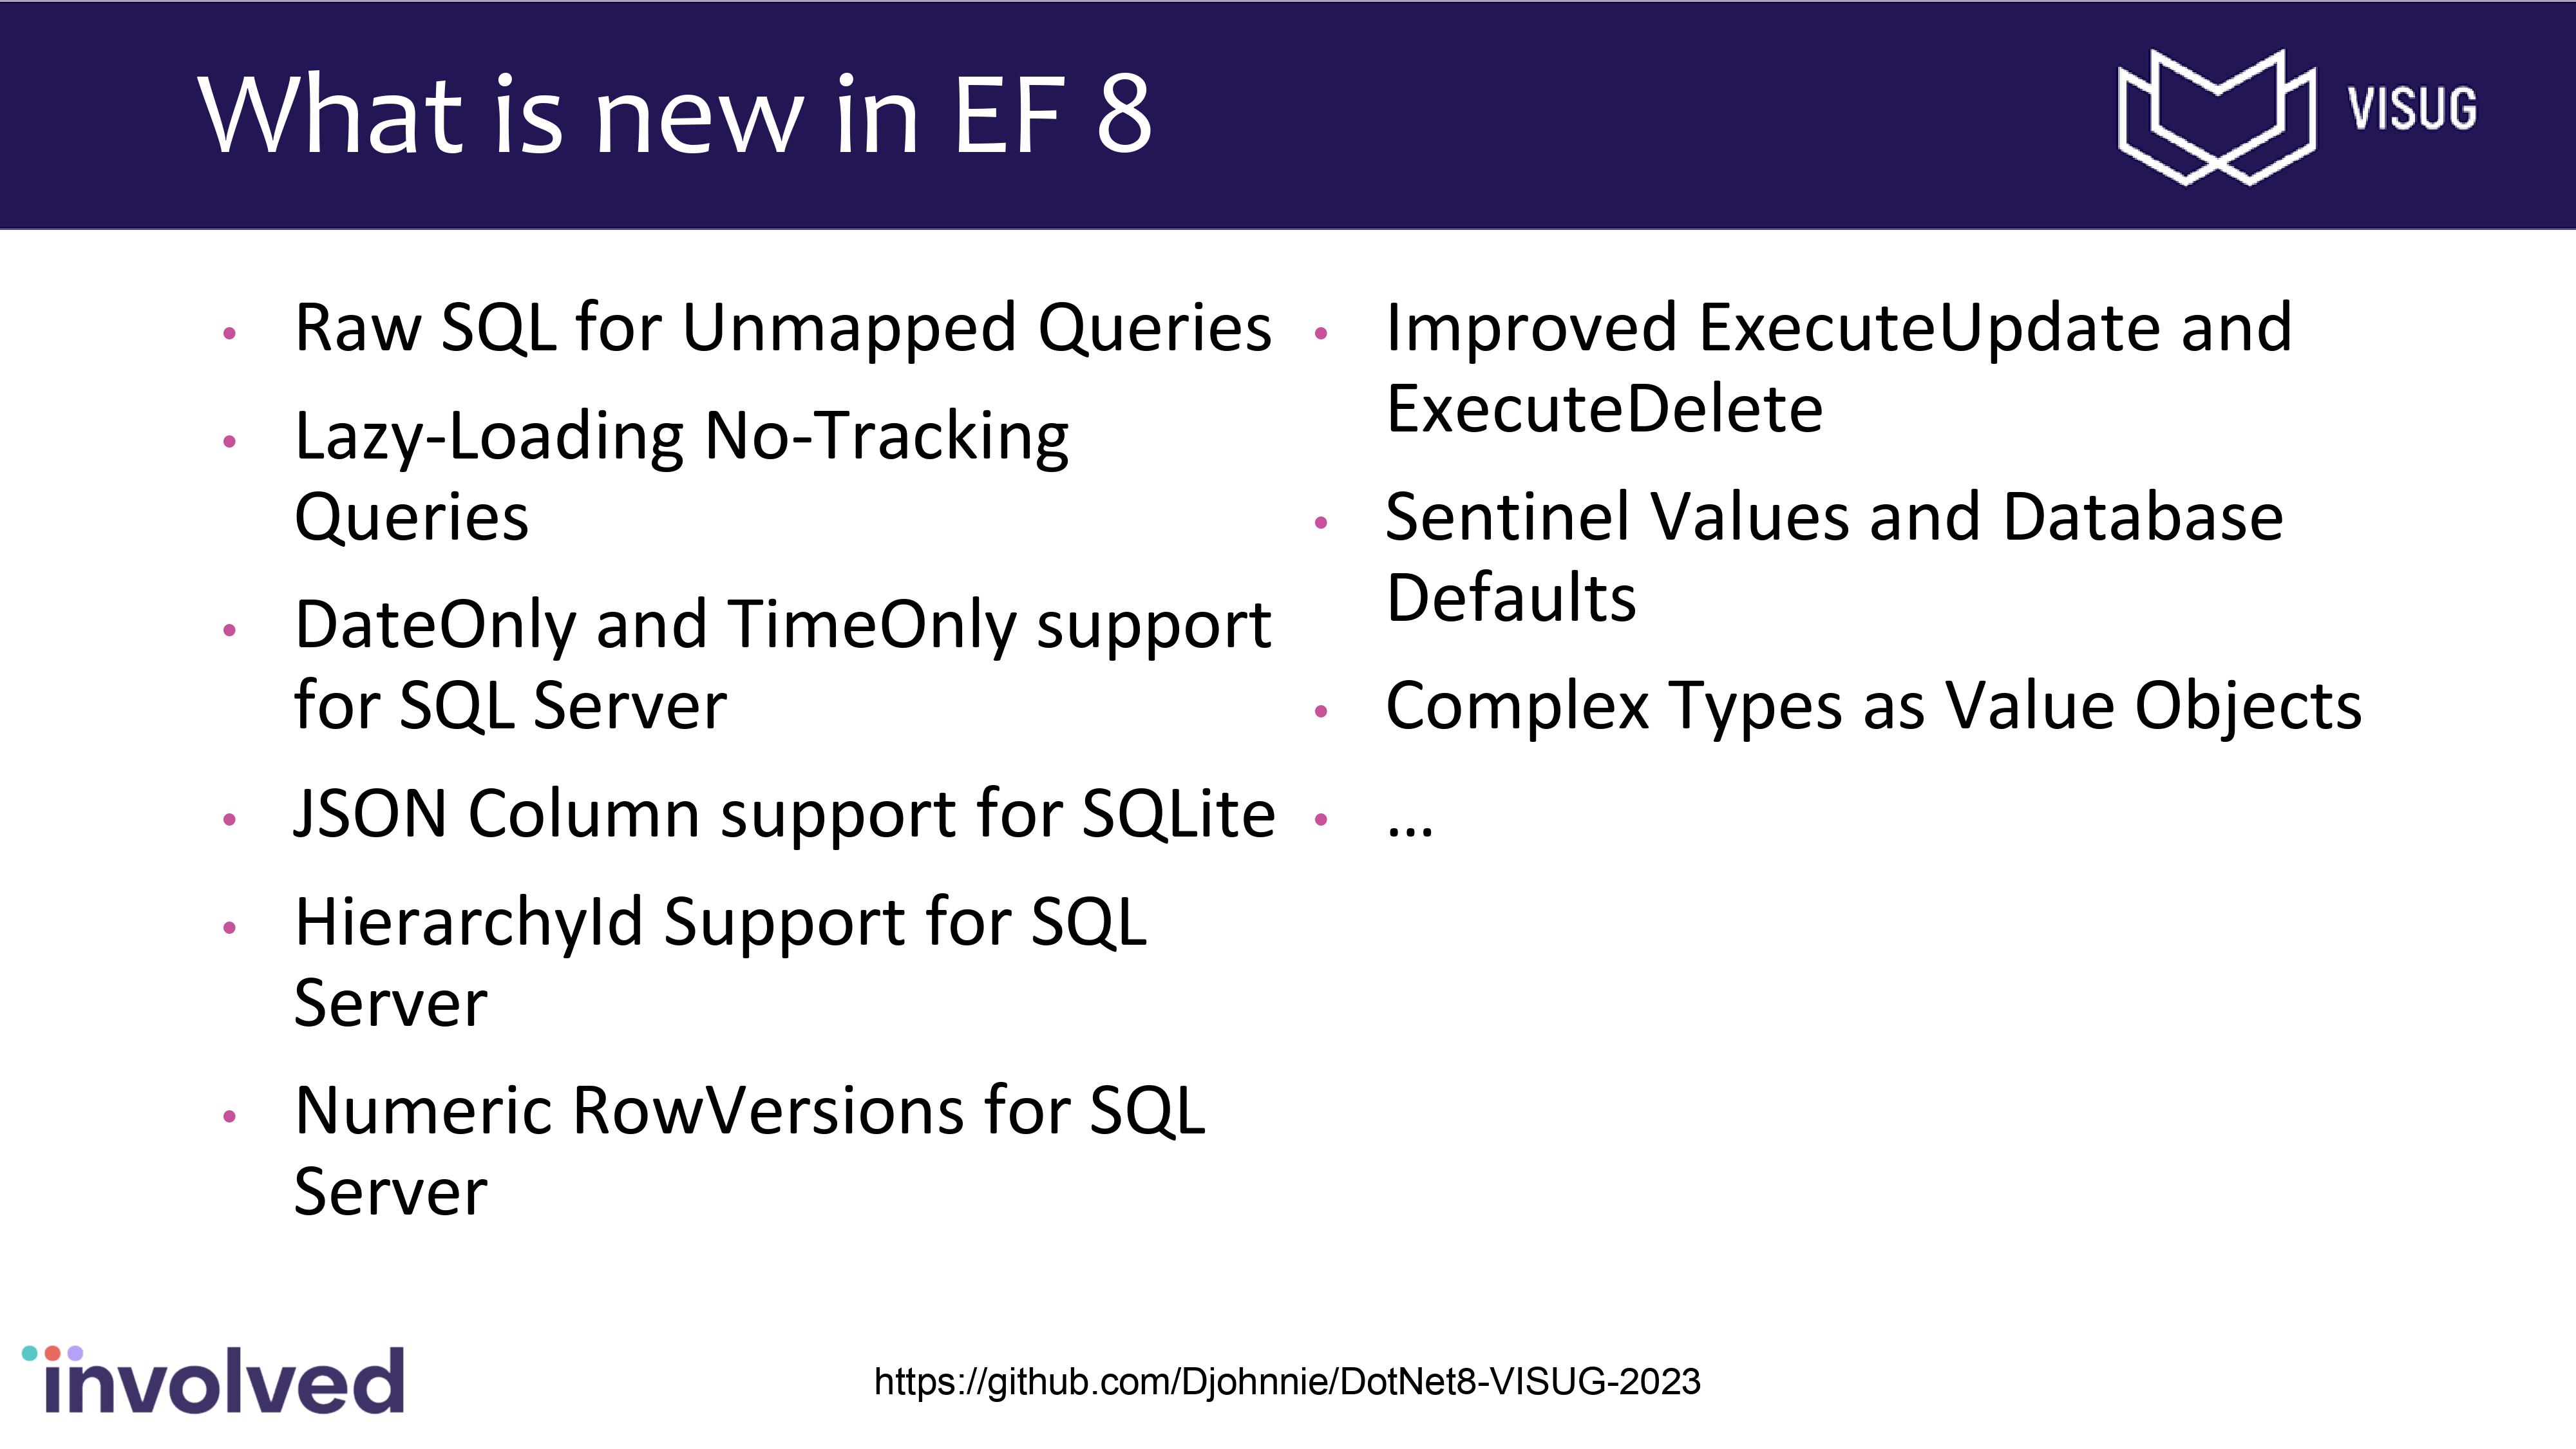 What is new in EF 8
VISUG
• Raw SQL for Unmapped Queries
• Lazy-Loading No-Tracking
Queries
• DateOnly and TimeOnly support
for SQL Server
• JSON Column support for SQLite
• HierarchyId Support for SQL
Server
• Numeric RowVersions for SQL
Server
• Improved ExecuteUpdate and
ExecuteDelete
• Sentinel Values and Database
Defaults
• Complex Types as Value Objects
• ...
involved
https://github.com/Djohnnie/DotNet8-VISUG-2023